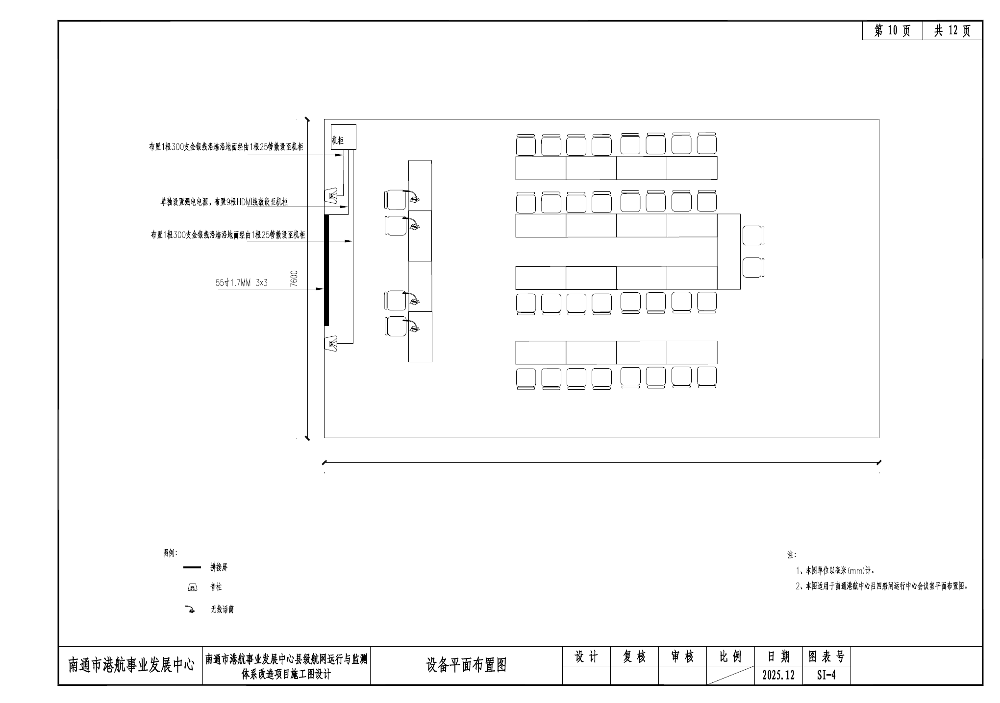 第 10 页 共 12 页
机柜
布置1根300支金银线沿墙沿地面经由1根25管敷设至机柜
单独设置强电电源，布置9根HDMI线敷设至机柜
布置1根300支金银线沿墙沿地面经由1根25管敷设至机柜
55寸1.7MM 3x3
7600
图例：
拼接屏
音柱
无线话筒
注：
1、本图单位以毫米(mm)计。
2、本图适用于南通港航中心吕四船闸运行中心会议室平面布置图。
南通市港航事业发展中心
南通市港航事业发展中心县级航网运行与监测
体系改造项目施工图设计
设备平面布置图
设 计 复 核 审 核 比 例 日 期 图 表 号
2025.12 SI-4